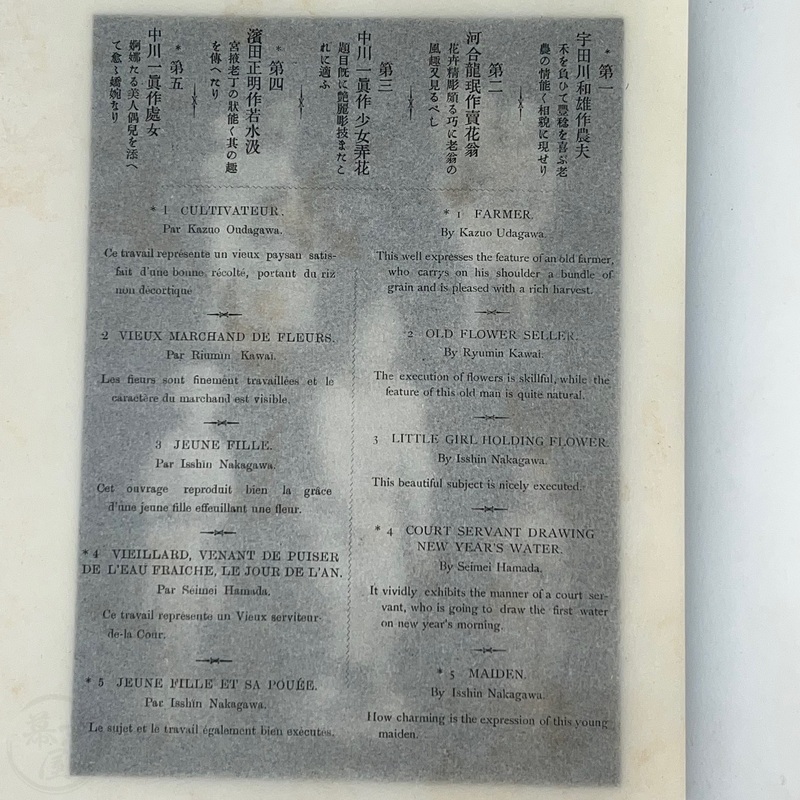 * 第一
宇田川和雄作農夫
禾を負ひて豐稔を喜ぶ老
農の情能く相貌に現せり
第二
河合龍珉作賣花翁
花卉精彫頗る巧に老翁の
風趣又見るべし
第三
中川一眞作少女弄花
題目旣に艶麗彫技またこ
れに適ふ
* 第四
濱田正明作若水汲
宮掖老丁の狀能く其の趣
を傳へたり
* 第五
中川一眞作處女
婀娜たる美人偶兒を添へ
て愈〻嬌婉なり
* 1 CULTIVATEUR.
Par Kazuo Oudagawa.
Ce travail représente un vieux paysan satis-
fait d'une bonne récolte, portant du riz
non décortiqué
2 VIEUX MARCHAND DE FLEURS.
Par Riumin Kawai.
Les fleurs sont finement travaillées et le
caractère du marchand est visible.
3 JEUNE FILLE.
Par Isshin Nakagawa.
Cet ouvrage reproduit bien la grâce
d'une jeune fille effeuillant une fleur.
* 4 VIEILLARD, VENANT DE PUISER
DE L'EAU FRAICHE, LE JOUR DE L'AN.
Par Seimei Hamada.
Ce travail représente un Vieux serviteur
de-la Cour.
* 5 JEUNE FILLE ET SA POUÉE.
Par Isshin Nakagawa.
Le sujet et le travail également bien exécutés.
* 1 FARMER.
By Kazuo Udagawa.
This well expresses the feature of an old farmer,
who carrys on his shoulder a bundle of
grain and is pleased with a rich harvest.
2 OLD FLOWER SELLER.
By Ryumin Kawai.
The execution of flowers is skillful, while the
feature of this old man is quite natural.
3 LITTLE GIRL HOLDING FLOWER.
By Isshin Nakagawa.
This beautiful subject is nicely executed.
* 4 COURT SERVANT DRAWING
NEW YEAR'S WATER.
By Seimei Hamada.
It vividly exhibits the manner of a court ser-
vant, who is going to draw the first water
on new year's morning.
* 5 MAIDEN.
By Isshin Nakagawa.
How charming is the expression of this young
maiden.